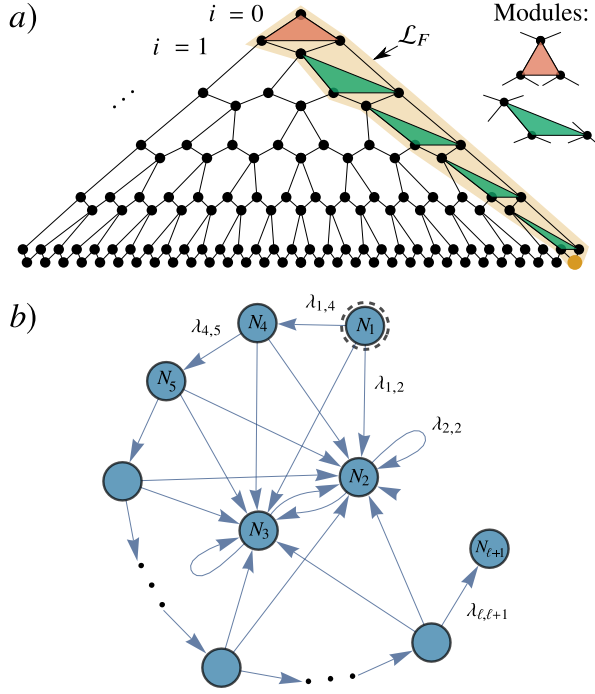 a)
i = 0
i = 1
ℒ_F
Modules:
b)
λ_{1,4}
N_4
N_1
λ_{4,5}
N_5
λ_{1,2}
λ_{2,2}
N_2
N_3
N_{ℓ+1}
λ_{ℓ,ℓ+1}